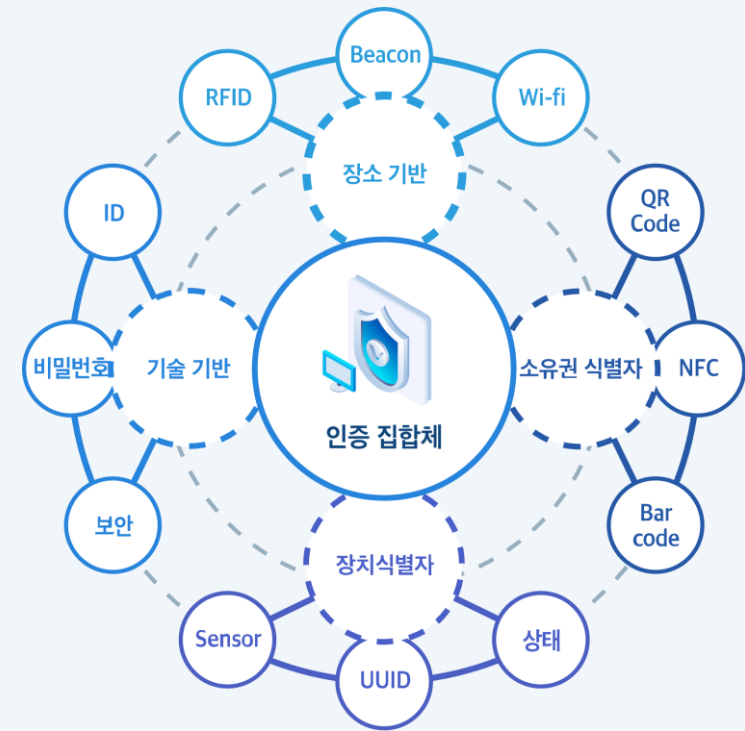 Beacon
RFID
Wi-fi
장소 기반
ID
QR
Code
비밀번호
기술 기반
소유권 식별자
NFC
인증 집합체
보안
Bar
code
장치식별자
Sensor
상태
UUID